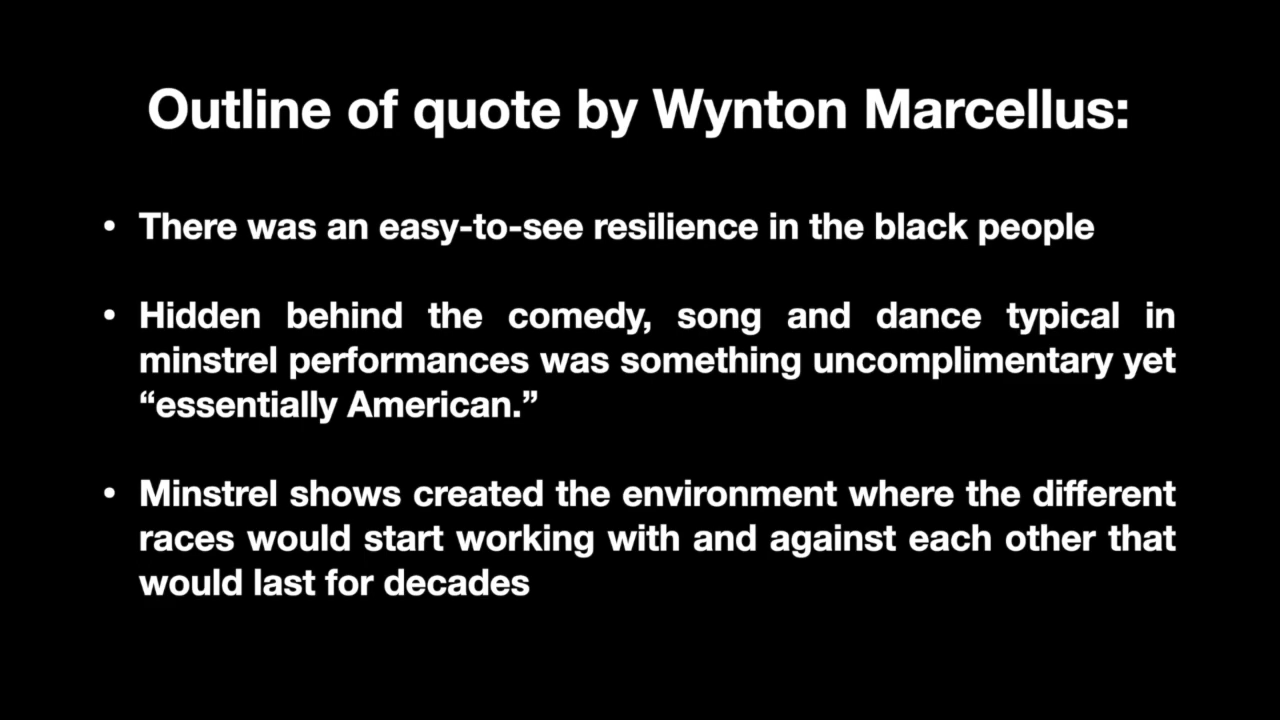 Outline of quote by Wynton Marcellus:
• There was an easy-to-see resilience in the black people
• Hidden behind the comedy, song and dance typical in
minstrel performances was something uncomplimentary yet
“essentially American.”
• Minstrel shows created the environment where the different
races would start working with and against each other that
would last for decades